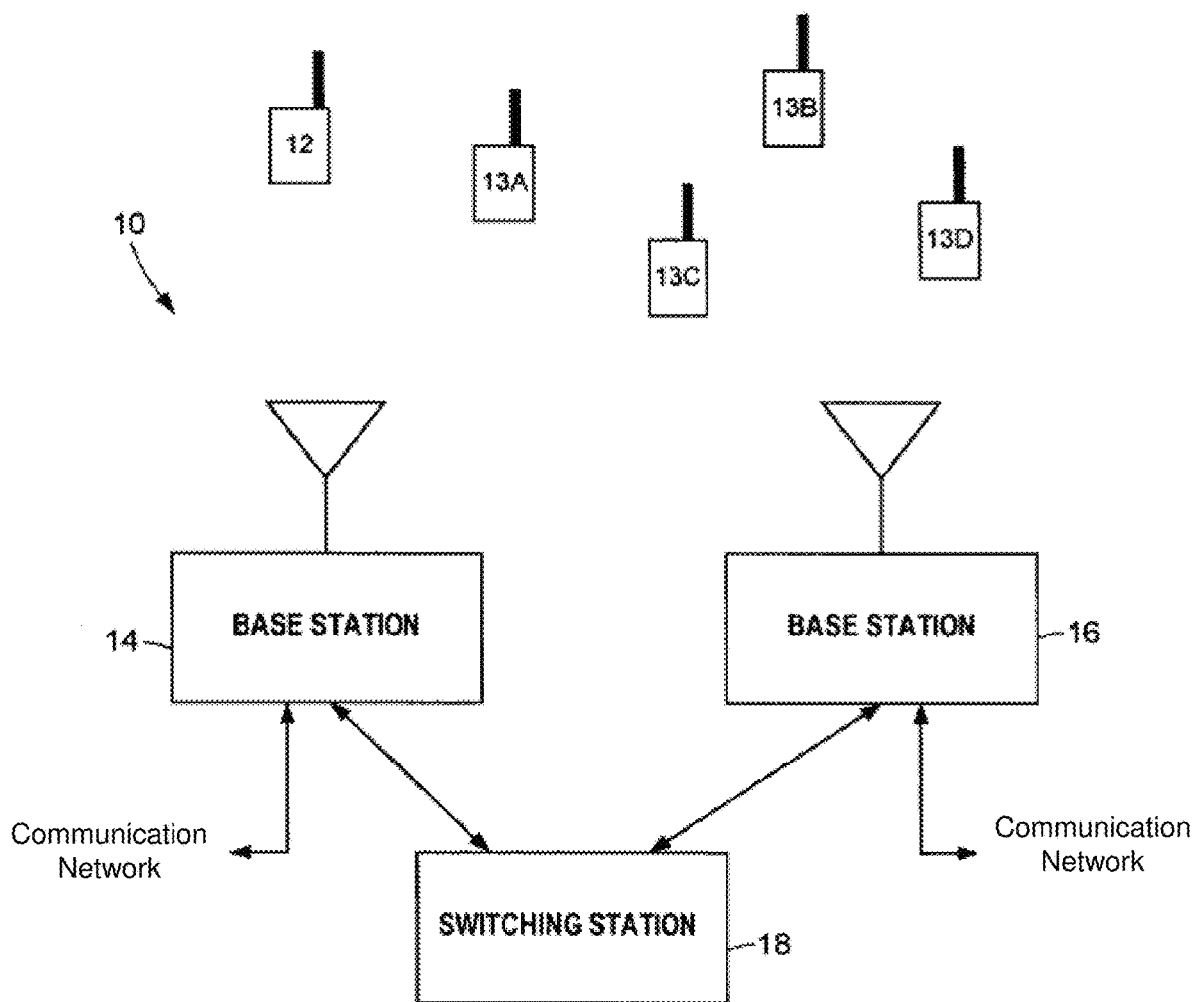 13B
12
13A
13D
10
13C
BASE STATION
BASE STATION
14
16
Communication
Network
Communication
Network
SWITCHING STATION
18